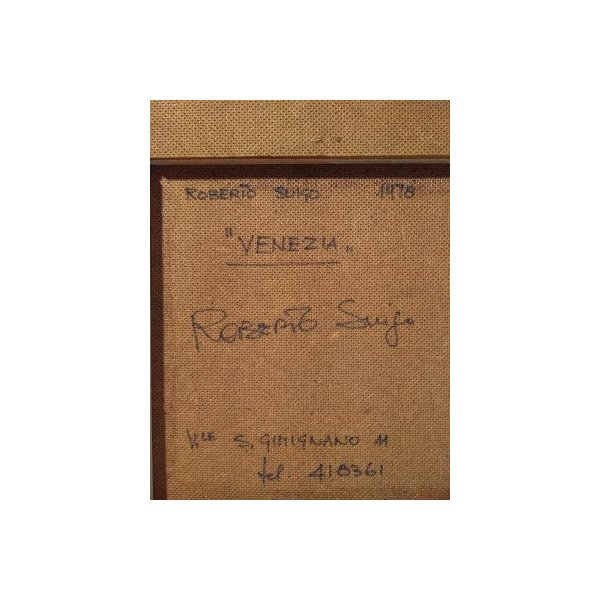 ROBERTO SUIGO 1978
"VENEZIA"
ROBERTO Suigo
V.LE S. GIMIGNANO 11
tel. 418361